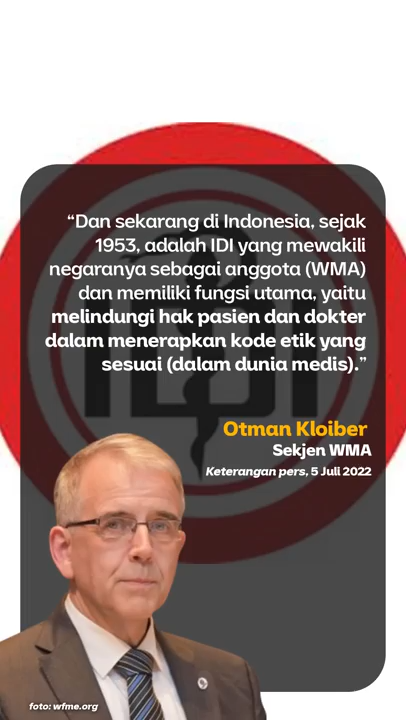 “Dan sekarang di Indonesia, sejak
1953, adalah IDI yang mewakili
negaranya sebagai anggota (WMA)
dan memiliki fungsi utama, yaitu
melindungi hak pasien dan dokter
dalam menerapkan kode etik yang
sesuai (dalam dunia medis).”
Otman Kloiber
Sekjen WMA
Keterangan pers, 5 Juli 2022
foto: wfme.org
IDI